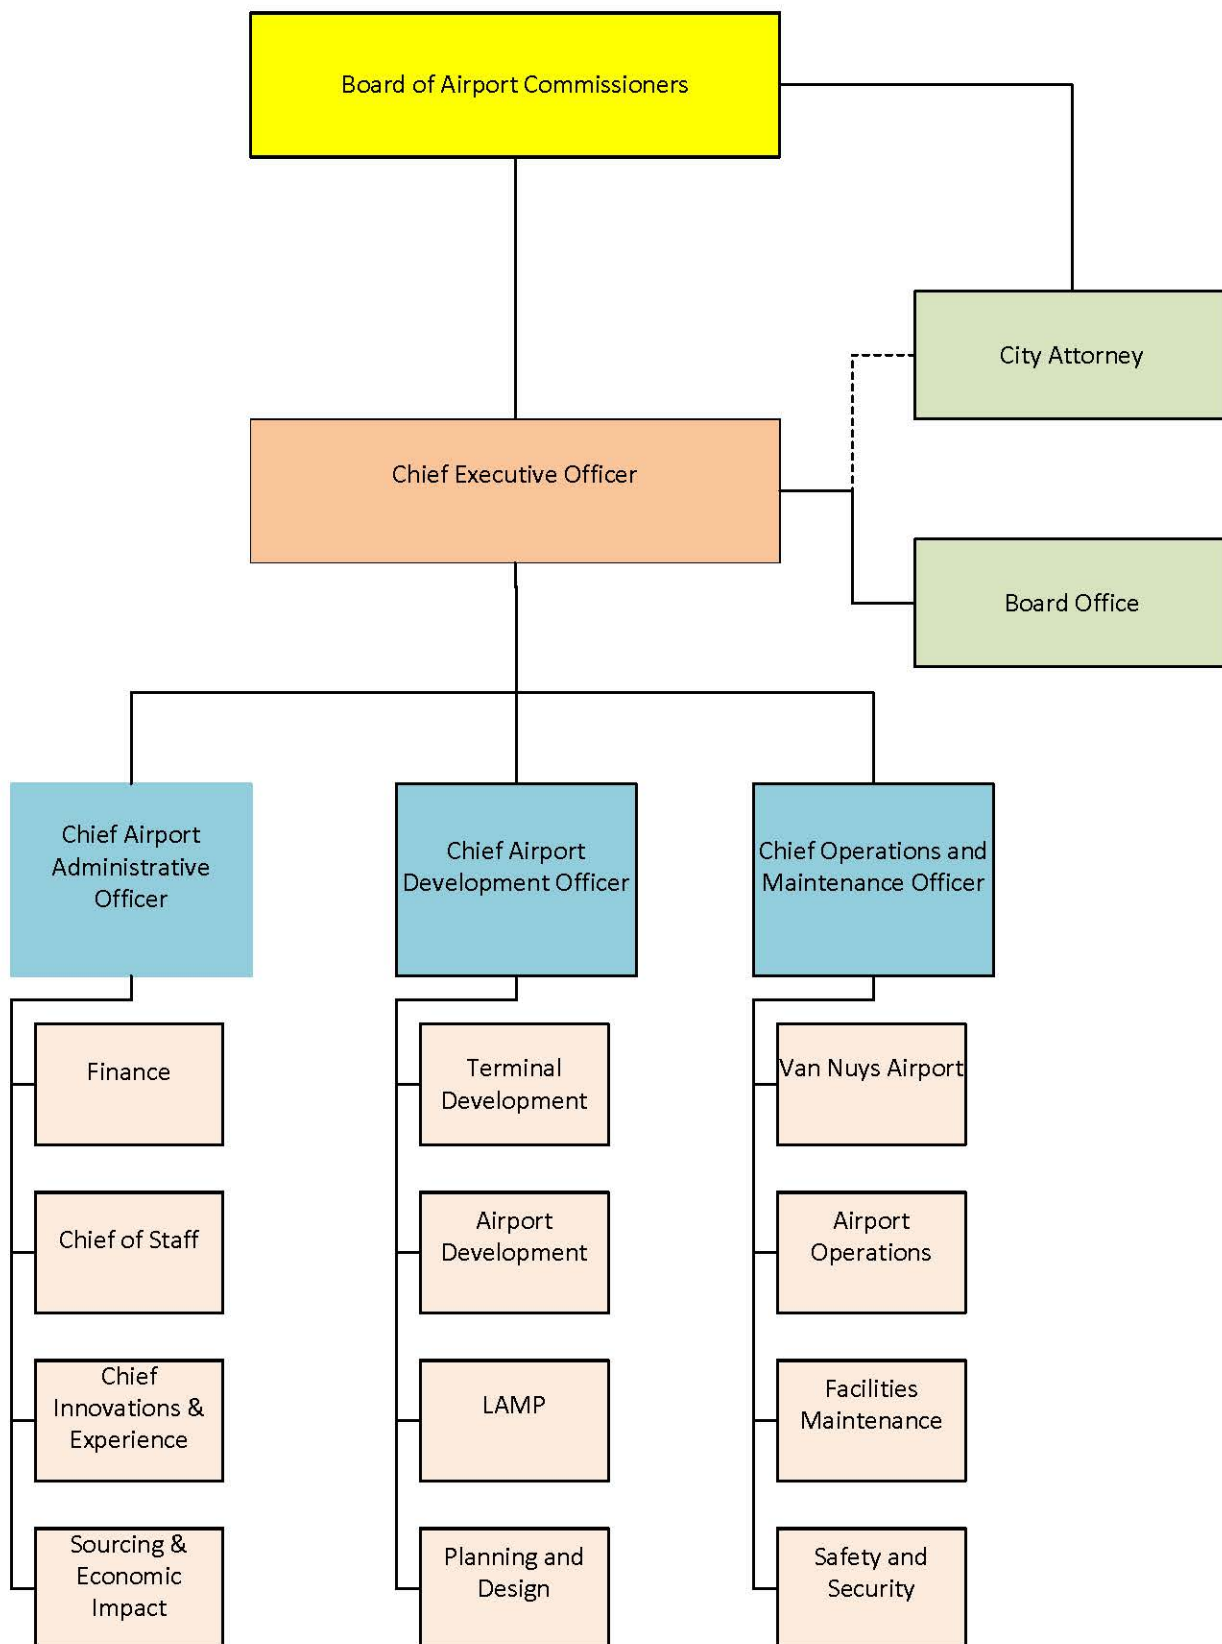 Board of Airport Commissioners
City Attorney
Chief Executive Officer
Board Office
Chief Airport
Administrative
Officer
Chief Airport
Development Officer
Chief Operations and
Maintenance Officer
Finance
Terminal
Development
Van Nuys Airport
Chief of Staff
Airport
Development
Airport
Operations
Chief
Innovations &
Experience
LAMP
Facilities
Maintenance
Sourcing &
Economic
Impact
Planning and
Design
Safety and
Security